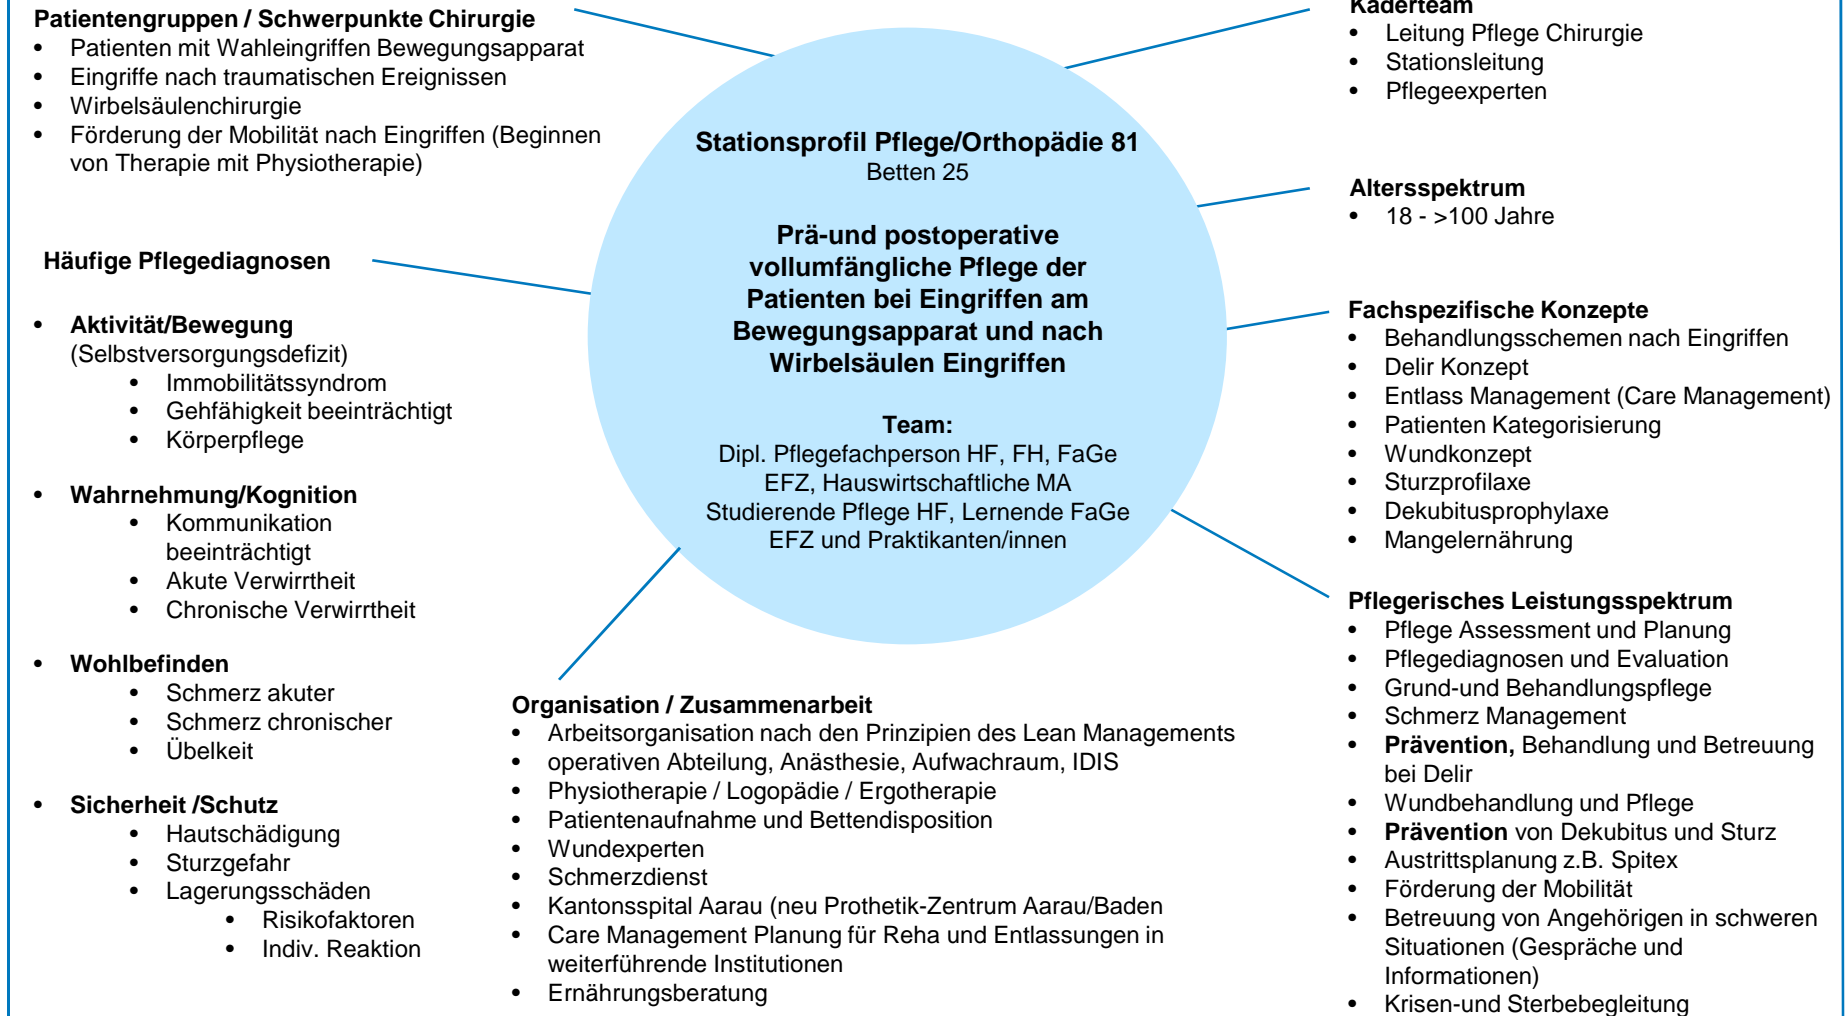 Patientengruppen / Schwerpunkte Chirurgie
• Patienten mit Wahleingriffen Bewegungsapparat
• Eingriffe nach traumatischen Ereignissen
• Wirbelsäulenchirurgie
• Förderung der Mobilität nach Eingriffen (Beginnen
von Therapie mit Physiotherapie)
Häufige Pflegediagnosen
• Aktivität/Bewegung
(Selbstversorgungsdefizit)
• Immobilitätssyndrom
• Gehfähigkeit beeinträchtigt
• Körperpflege
• Wahrnehmung/Kognition
• Kommunikation
beeinträchtigt
• Akute Verwirrtheit
• Chronische Verwirrtheit
• Wohlbefinden
• Schmerz akuter
• Schmerz chronischer
• Übelkeit
• Sicherheit /Schutz
• Hautschädigung
• Sturzgefahr
• Lagerungsschäden
• Risikofaktoren
• Indiv. Reaktion
Stationsprofil Pflege/Orthopädie 81
Betten 25
Prä-und postoperative
vollumfängliche Pflege der
Patienten bei Eingriffen am
Bewegungsapparat und nach
Wirbelsäulen Eingriffen
Team:
Dipl. Pflegefachperson HF, FH, FaGe
EFZ, Hauswirtschaftliche MA
Studierende Pflege HF, Lernende FaGe
EFZ und Praktikanten/innen
Organisation / Zusammenarbeit
• Arbeitsorganisation nach den Prinzipien des Lean Managements
• operativen Abteilung, Anästhesie, Aufwachraum, IDIS
• Physiotherapie / Logopädie / Ergotherapie
• Patientenaufnahme und Bettendisposition
• Wundexperten
• Schmerzdienst
• Kantonsspital Aarau (neu Prothetik-Zentrum Aarau/Baden
• Care Management Planung für Reha und Entlassungen in
weiterführende Institutionen
• Ernährungsberatung
Kaderteam
• Leitung Pflege Chirurgie
• Stationsleitung
• Pflegeexperten
Altersspektrum
• 18 - >100 Jahre
Fachspezifische Konzepte
• Behandlungsschemen nach Eingriffen
• Delir Konzept
• Entlass Management (Care Management)
• Patienten Kategorisierung
• Wundkonzept
• Sturzprofilaxe
• Dekubitusprophylaxe
• Mangelernährung
Pflegerisches Leistungsspektrum
• Pflege Assessment und Planung
• Pflegediagnosen und Evaluation
• Grund-und Behandlungspflege
• Schmerz Management
• Prävention, Behandlung und Betreuung
bei Delir
• Wundbehandlung und Pflege
• Prävention von Dekubitus und Sturz
• Austrittsplanung z.B. Spitex
• Förderung der Mobilität
• Betreuung von Angehörigen in schweren
Situationen (Gespräche und
Informationen)
• Krisen-und Sterbebegleitung